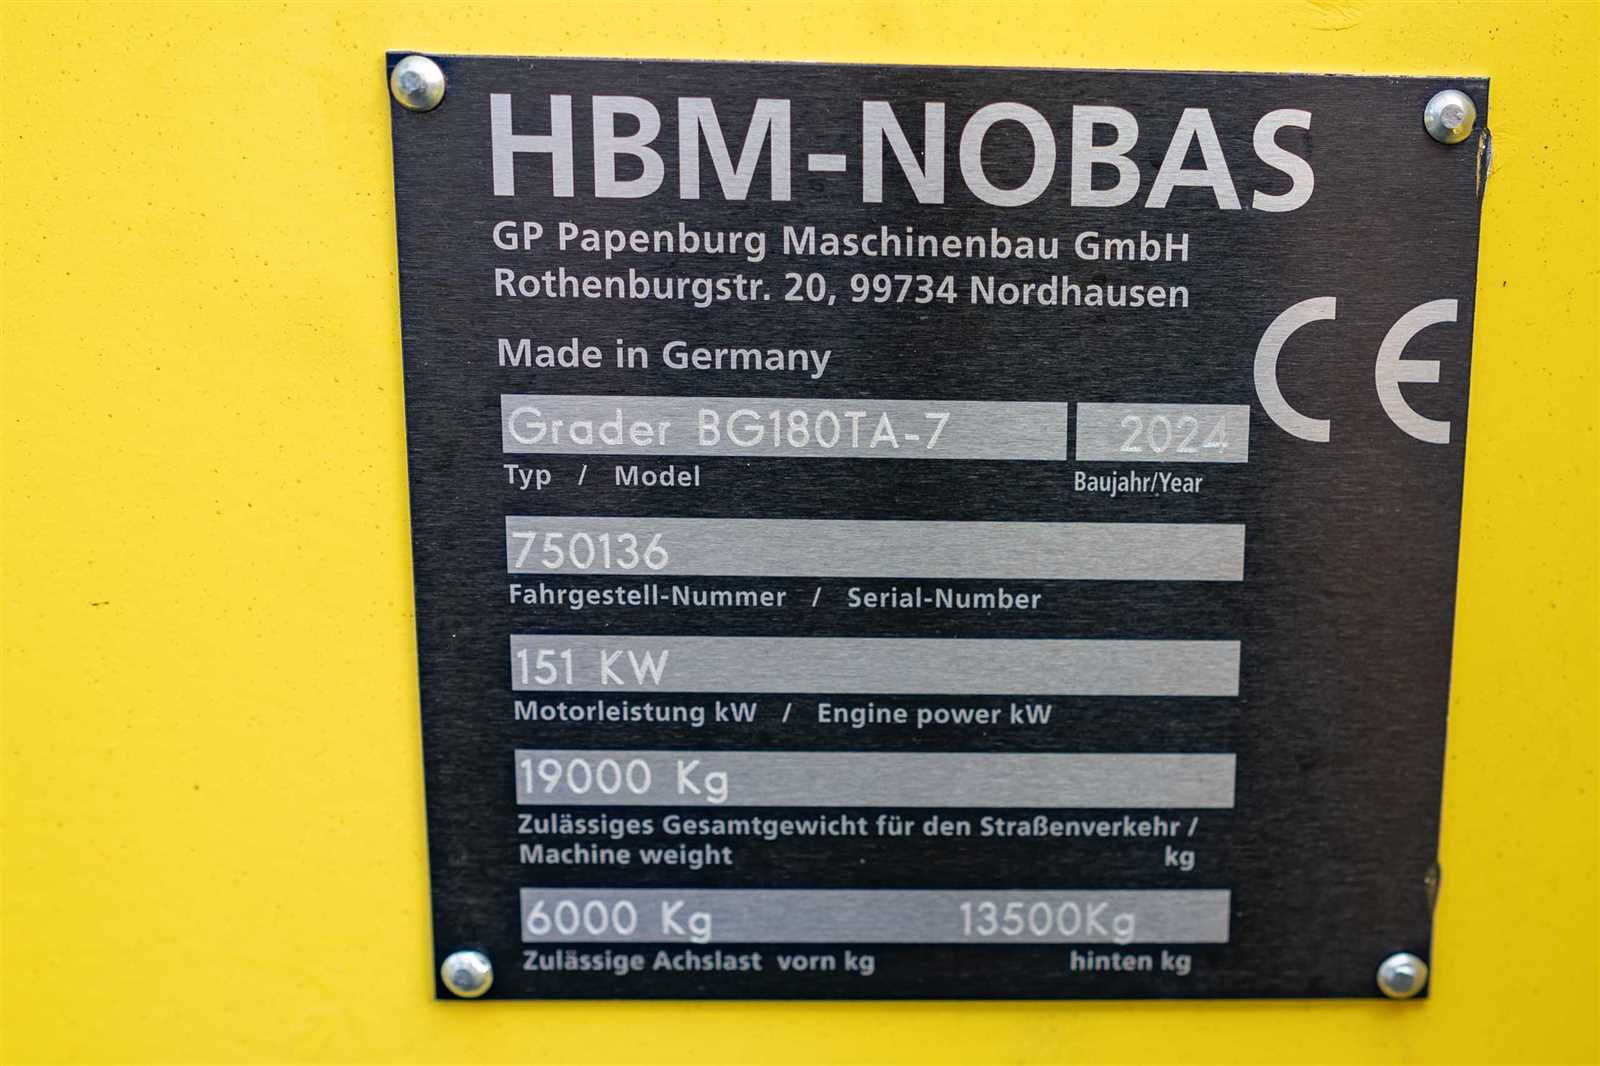 HBM-NOBAS
GP Papenburg Maschinenbau GmbH
Rothenburgstr. 20, 99734 Nordhausen
Made in Germany
CE
Grader BG180TA-7 2024
Typ / Model Baujahr/Year
750136
Fahrgestell-Nummer / Serial-Number
151 KW
Motorleistung kW / Engine power kW
19000 Kg
Zulässiges Gesamtgewicht für den Straßenverkehr /
Machine weight kg
6000 Kg 13500Kg
Zulässige Achslast vorn kg hinten kg